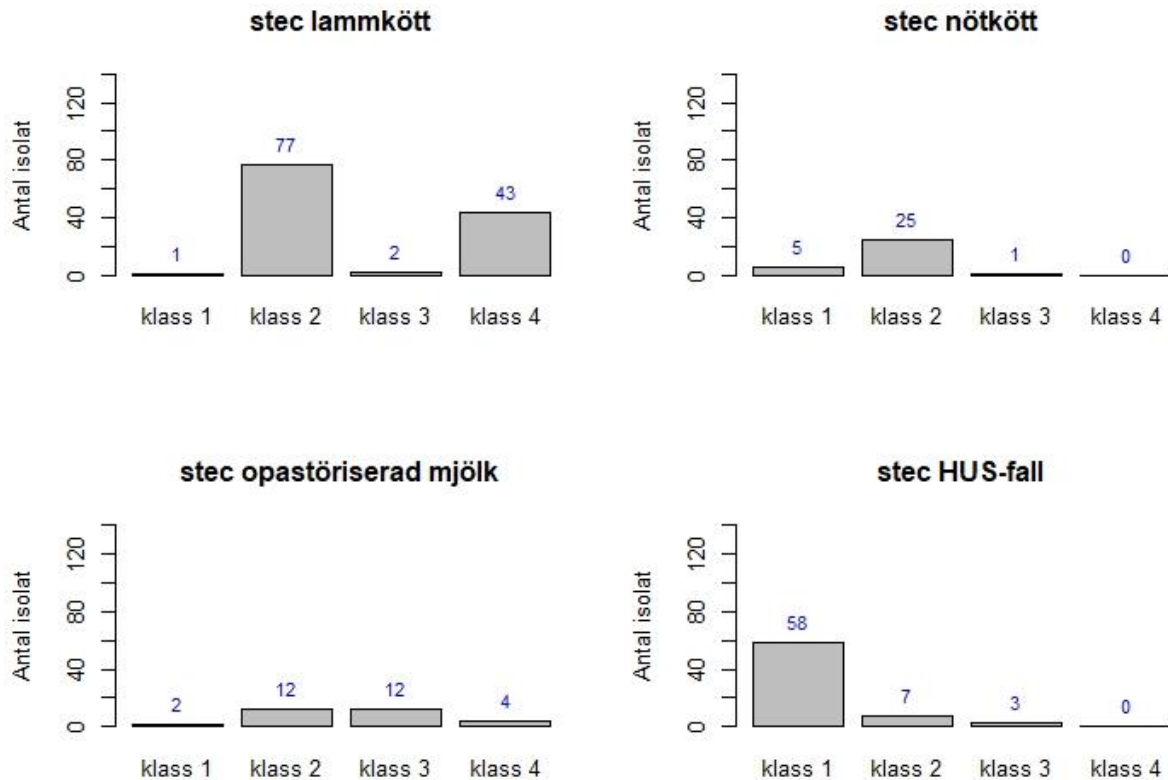 stec lammkött
Antal isolat
120
80
40
0
1
77
2
43
klass 1 klass 2 klass 3 klass 4
stec nötkött
Antal isolat
120
80
40
0
5
25
1
0
klass 1 klass 2 klass 3 klass 4
stec opastöriserad mjölk
Antal isolat
120
80
40
0
2
12
12
4
klass 1 klass 2 klass 3 klass 4
stec HUS-fall
Antal isolat
120
80
40
0
58
7
3
0
klass 1 klass 2 klass 3 klass 4